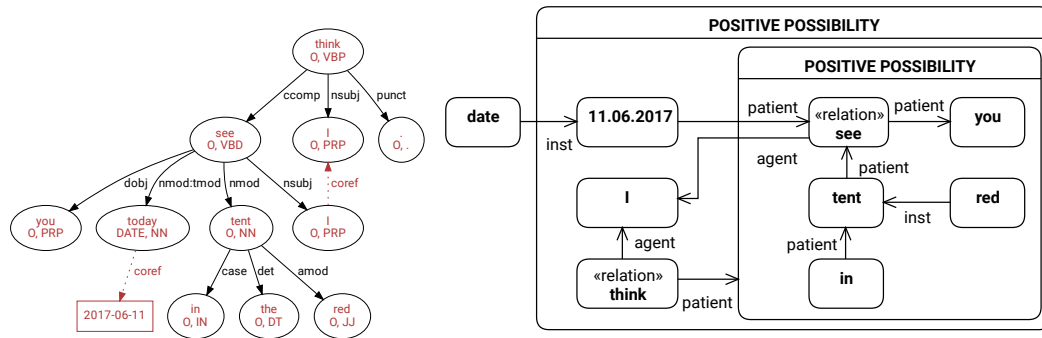 think
O, VBP
ccomp
nsubj
punct
see
O, VBD
I
O, PRP
.
O, .
dobj
nmod:tmod
nmod
nsubj
coref
you
O, PRP
today
DATE, NN
tent
O, NN
I
O, PRP
coref
case
det
amod
2017-06-11
in
O, IN
the
O, DT
red
O, JJ
POSITIVE POSSIBILITY
POSITIVE POSSIBILITY
date
inst
11.06.2017
patient
«relation»
see
patient
you
agent
patient
I
tent
inst
red
agent
patient
«relation»
think
patient
in